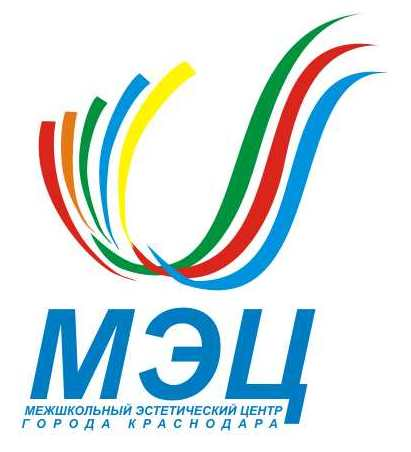 МЭЦ
МЕЖШКОЛЬНЫЙ ЭСТЕТИЧЕСКИЙ ЦЕНТР
ГОРОДА КРАСНОДАРА